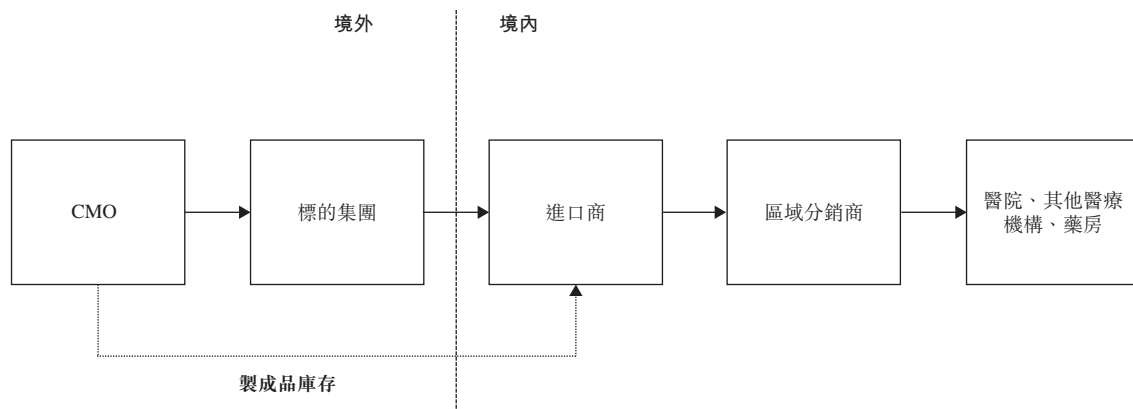 境外
境內
CMO
標的集團
進口商
區域分銷商
醫院、其他醫療
機構、藥房
製成品庫存